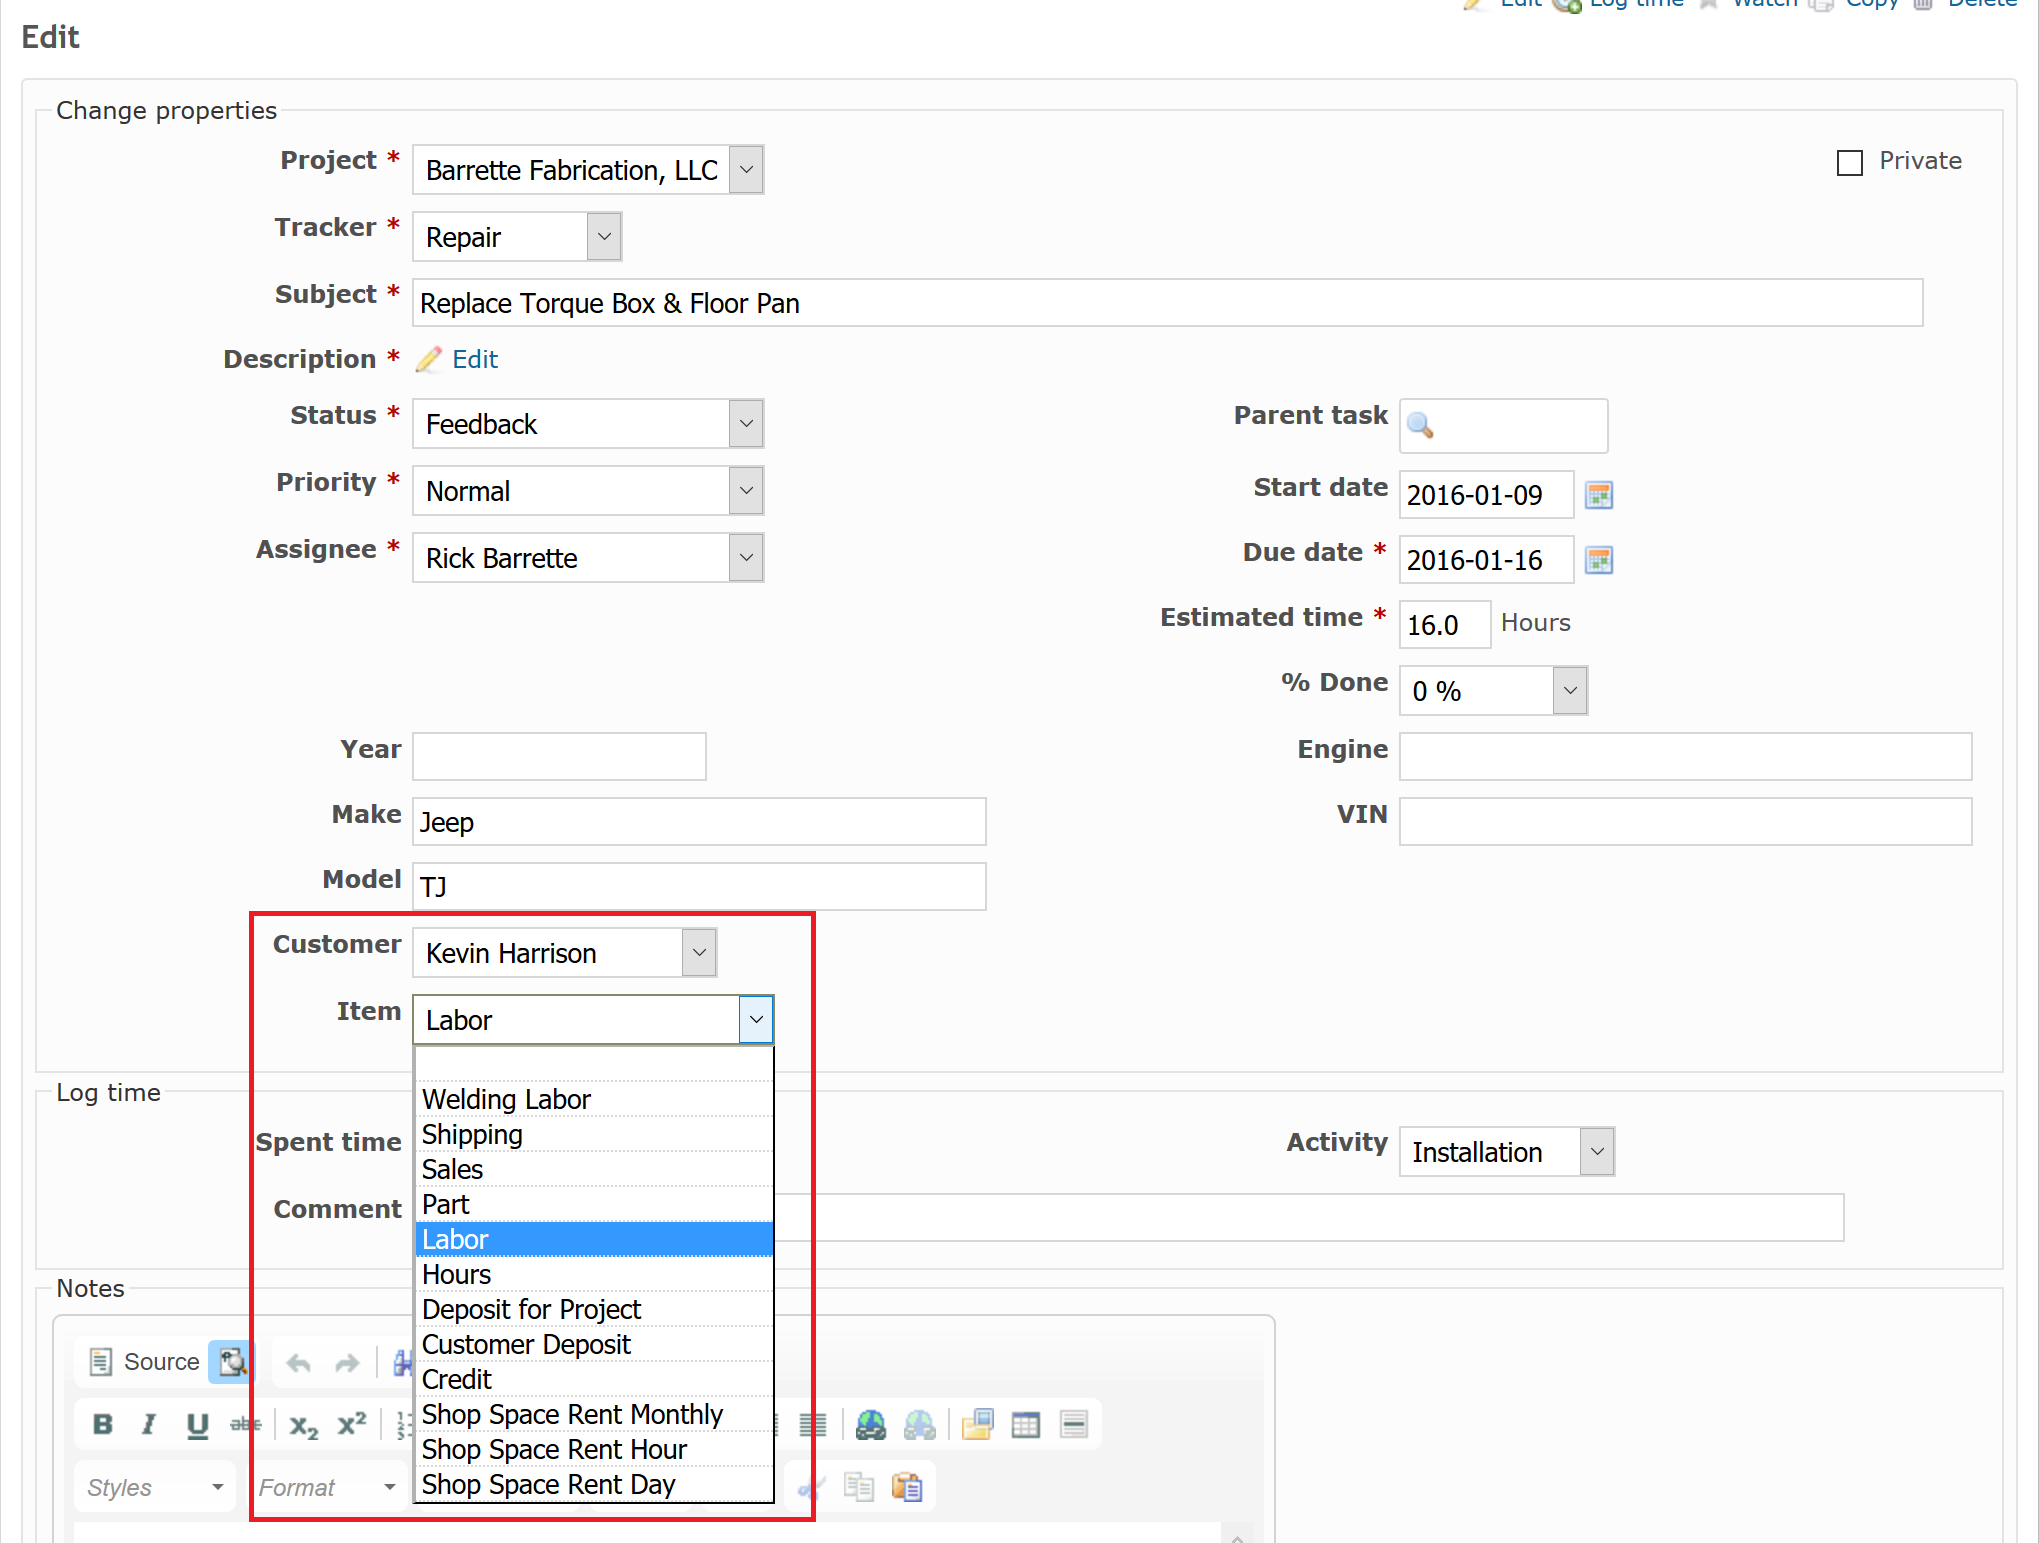 Edit Log time Watch Copy Delete
Edit
Change properties
Project * Barrette Fabrication, LLC Private
Tracker * Repair
Subject * Replace Torque Box & Floor Pan
Description * Edit
Status * Feedback Parent task
Priority * Normal Start date 2016-01-09
Assignee * Rick Barrette Due date * 2016-01-16
Estimated time * 16.0 Hours
% Done 0 %
Year Engine
Make Jeep VIN
Model TJ
Customer Kevin Harrison
Item Labor
Log time
Welding Labor
Spent time Shipping Activity Installation
Sales
Comment Part
Labor
Hours
Notes
Deposit for Project
Customer Deposit
Source
Credit
Shop Space Rent Monthly
B I U abc x₂ x²
Shop Space Rent Hour
Styles Format Shop Space Rent Day